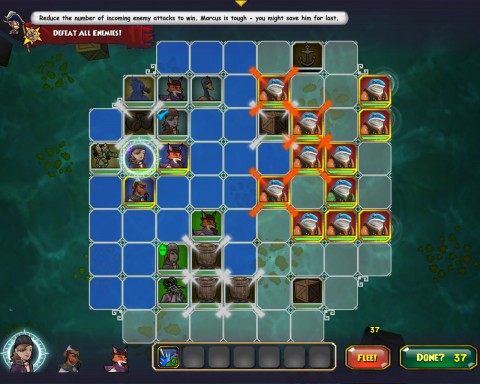 Reduce the number of incoming enemy attacks to win. Marcus is tough - you might save him for last.
DEFEAT ALL ENEMIES!
37
FLEE!
DONE? 37